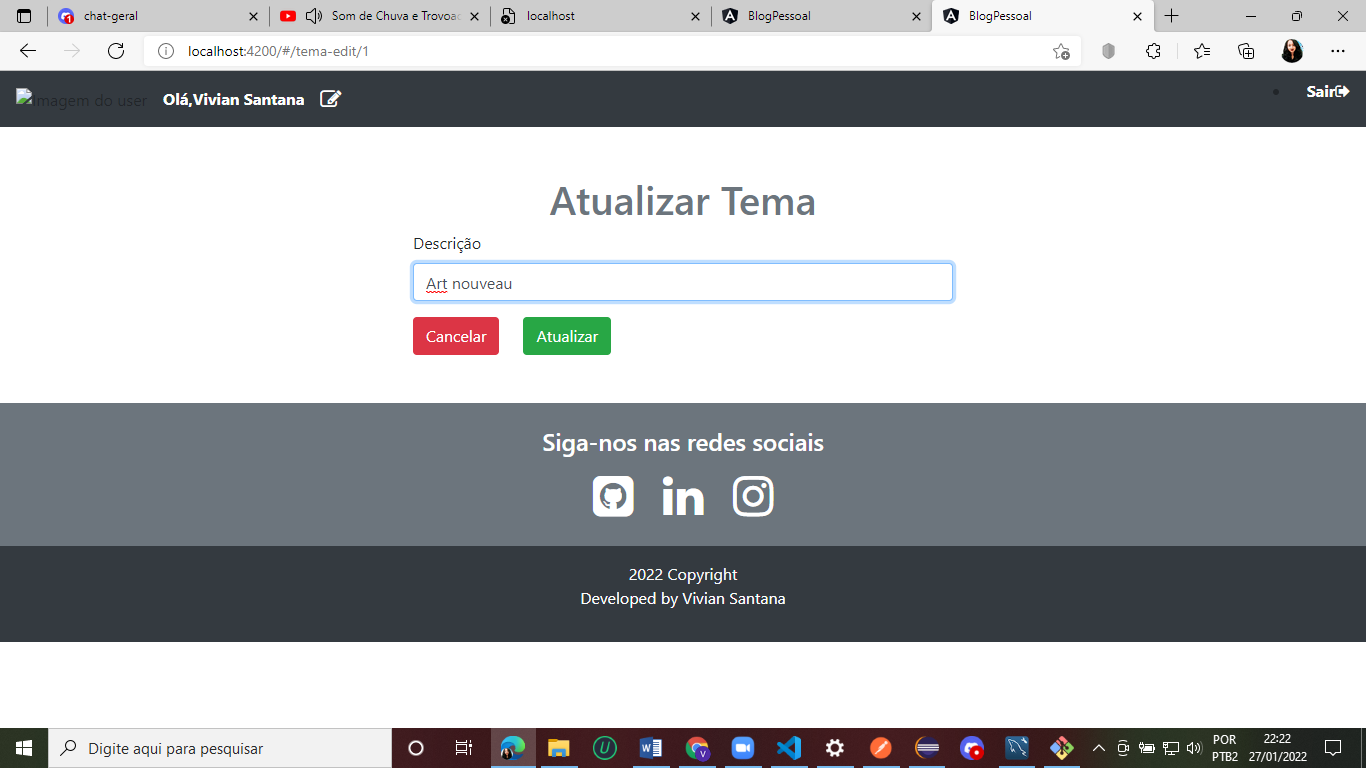 chat-geral
Som de Chuva e Trovoad
localhost
BlogPessoal
BlogPessoal
localhost:4200/#/tema-edit/1
Imagem do user
Olá,Vivian Santana
Sair
Atualizar Tema
Descrição
Art nouveau
Cancelar
Atualizar
Siga-nos nas redes sociais
in
2022 Copyright
Developed by Vivian Santana
Digite aqui para pesquisar
POR
PTB2
22:22
27/01/2022